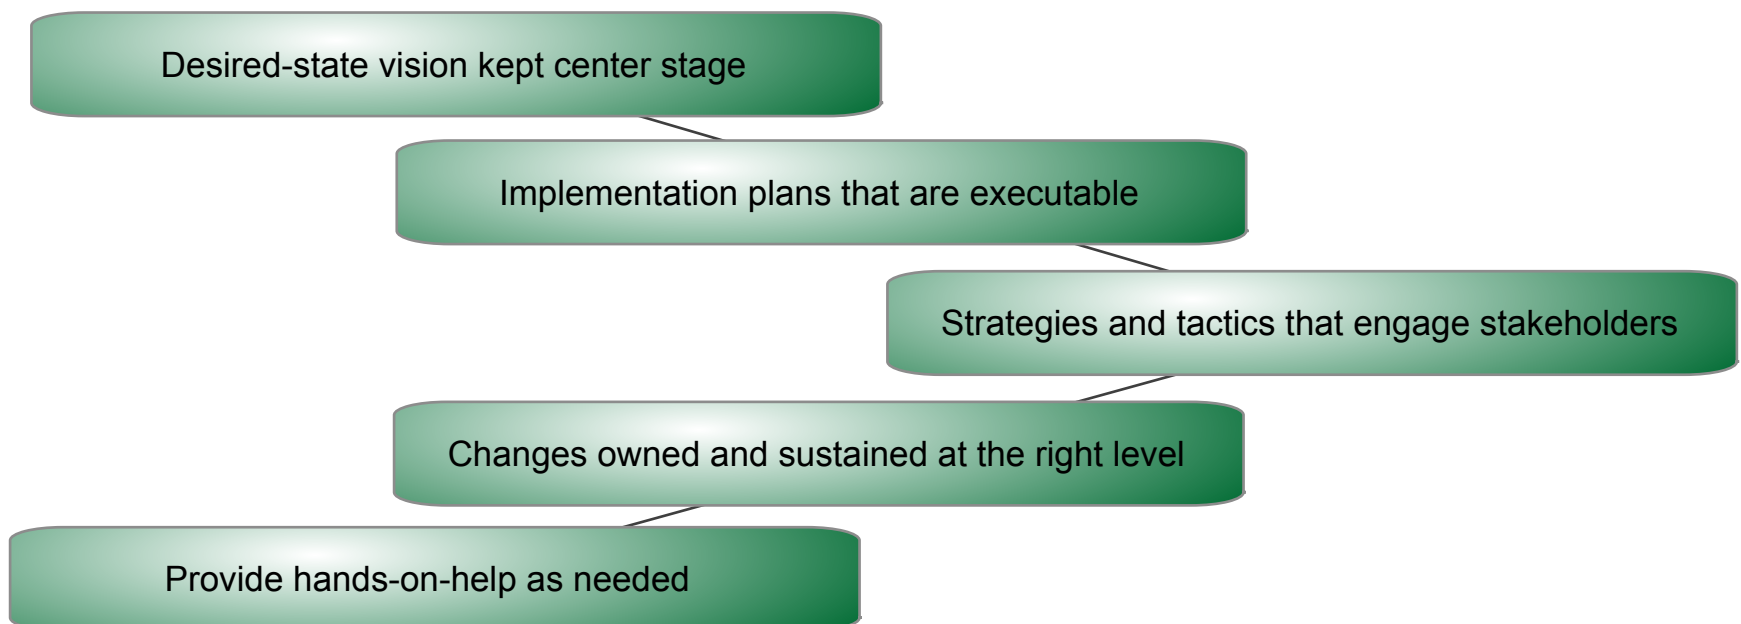 Desired-state vision kept center stage
Implementation plans that are executable
Strategies and tactics that engage stakeholders
Changes owned and sustained at the right level
Provide hands-on-help as needed